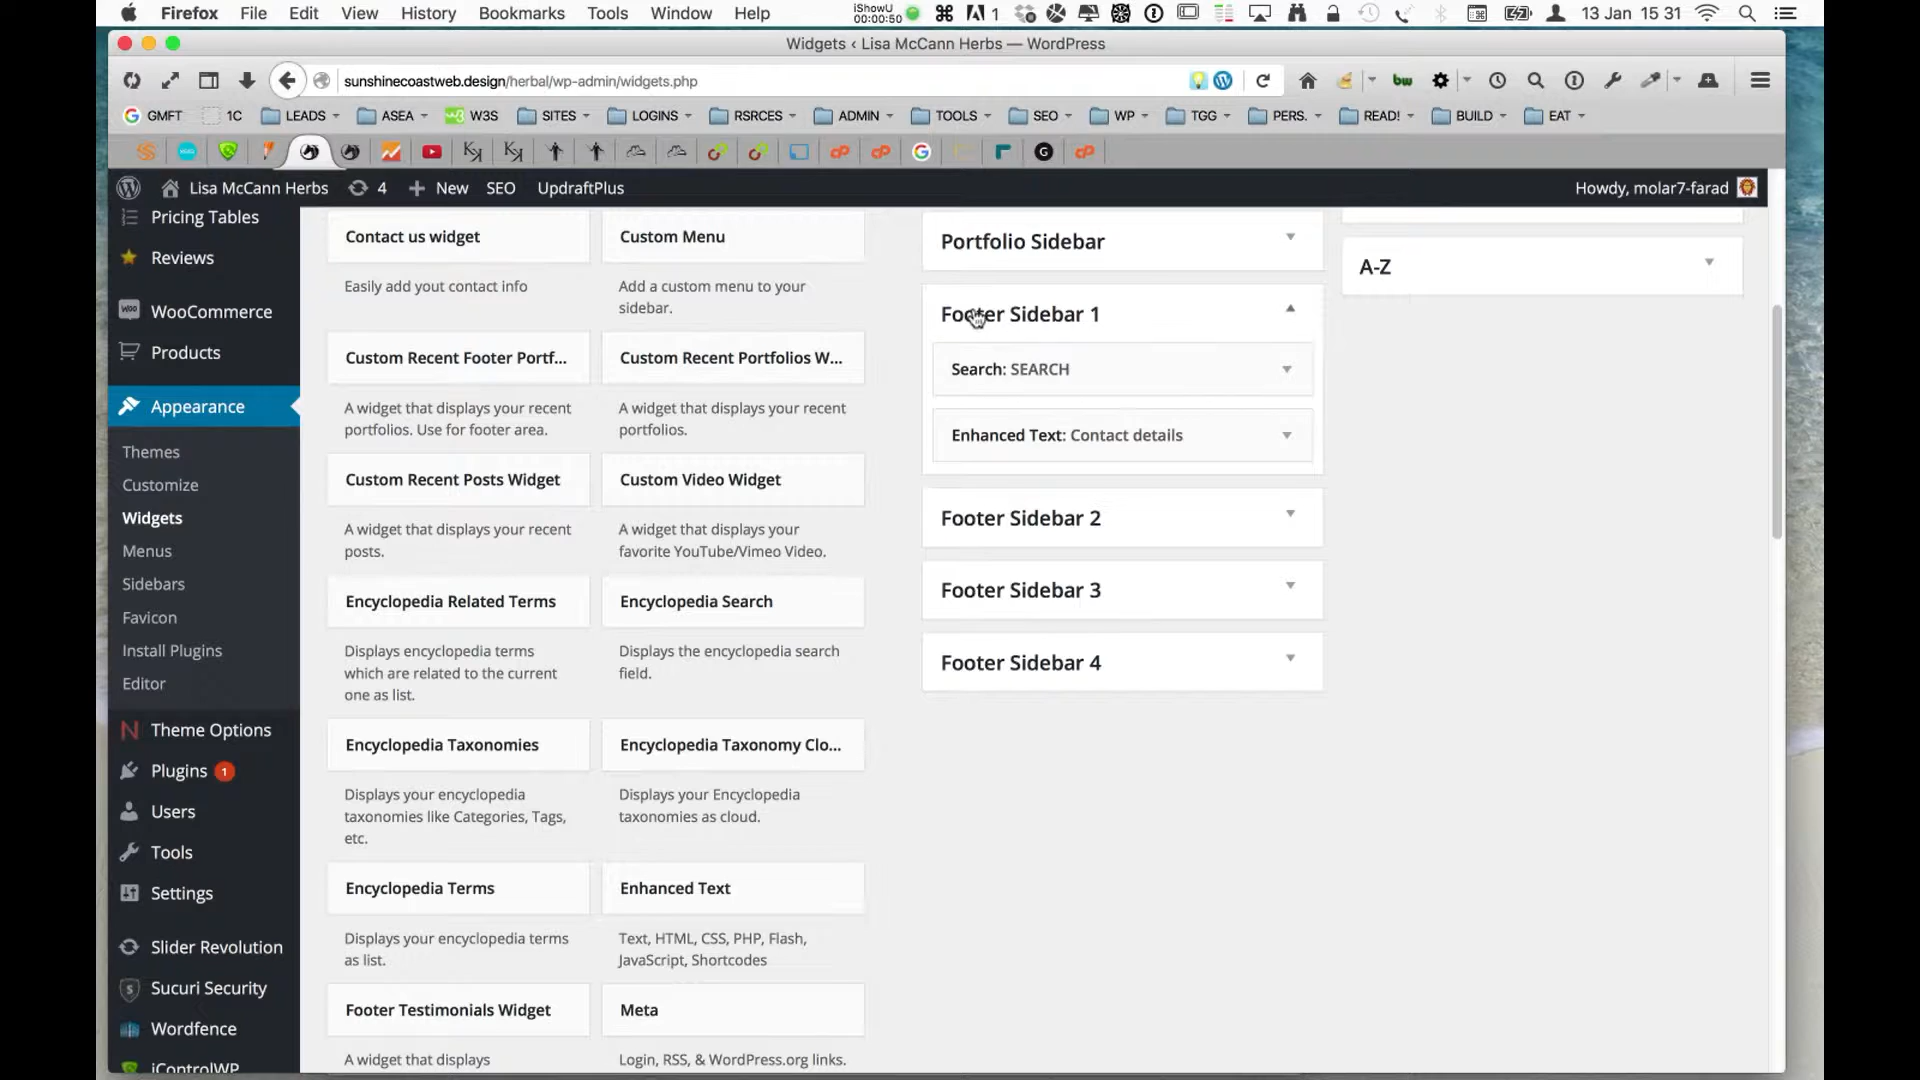 Firefox File Edit View History Bookmarks Tools Window Help
iShowU
00:00:50
1
13 Jan 15 31
Widgets ‹ Lisa McCann Herbs — WordPress
sunshinecoastweb.design/herbal/wp-admin/widgets.php
bw
GMFT 1C LEADS ASEA W3S SITES LOGINS RSRCES ADMIN TOOLS SEO WP TGG PERS. READ! BUILD EAT
Lisa McCann Herbs 4 New SEO UpdraftPlus
Howdy, molar7-farad
Pricing Tables
Reviews
WooCommerce
Products
Appearance
Themes
Customize
Widgets
Menus
Sidebars
Favicon
Install Plugins
Editor
Theme Options
Plugins 1
Users
Tools
Settings
Slider Revolution
Sucuri Security
Wordfence
iControlWP
Contact us widget
Easily add yout contact info
Custom Menu
Add a custom menu to your
sidebar.
Custom Recent Footer Portf...
A widget that displays your recent
portfolios. Use for footer area.
Custom Recent Portfolios W...
A widget that displays your recent
portfolios.
Custom Recent Posts Widget
A widget that displays your recent
posts.
Custom Video Widget
A widget that displays your
favorite YouTube/Vimeo Video.
Encyclopedia Related Terms
Displays encyclopedia terms
which are related to the current
one as list.
Encyclopedia Search
Displays the encyclopedia search
field.
Encyclopedia Taxonomies
Displays your encyclopedia
taxonomies like Categories, Tags,
etc.
Encyclopedia Taxonomy Clo...
Displays your Encyclopedia
taxonomies as cloud.
Encyclopedia Terms
Displays your encyclopedia terms
as list.
Enhanced Text
Text, HTML, CSS, PHP, Flash,
JavaScript, Shortcodes
Footer Testimonials Widget
A widget that displays
Meta
Login, RSS, & WordPress.org links.
Portfolio Sidebar
Footer Sidebar 1
Search: SEARCH
Enhanced Text: Contact details
Footer Sidebar 2
Footer Sidebar 3
Footer Sidebar 4
A-Z